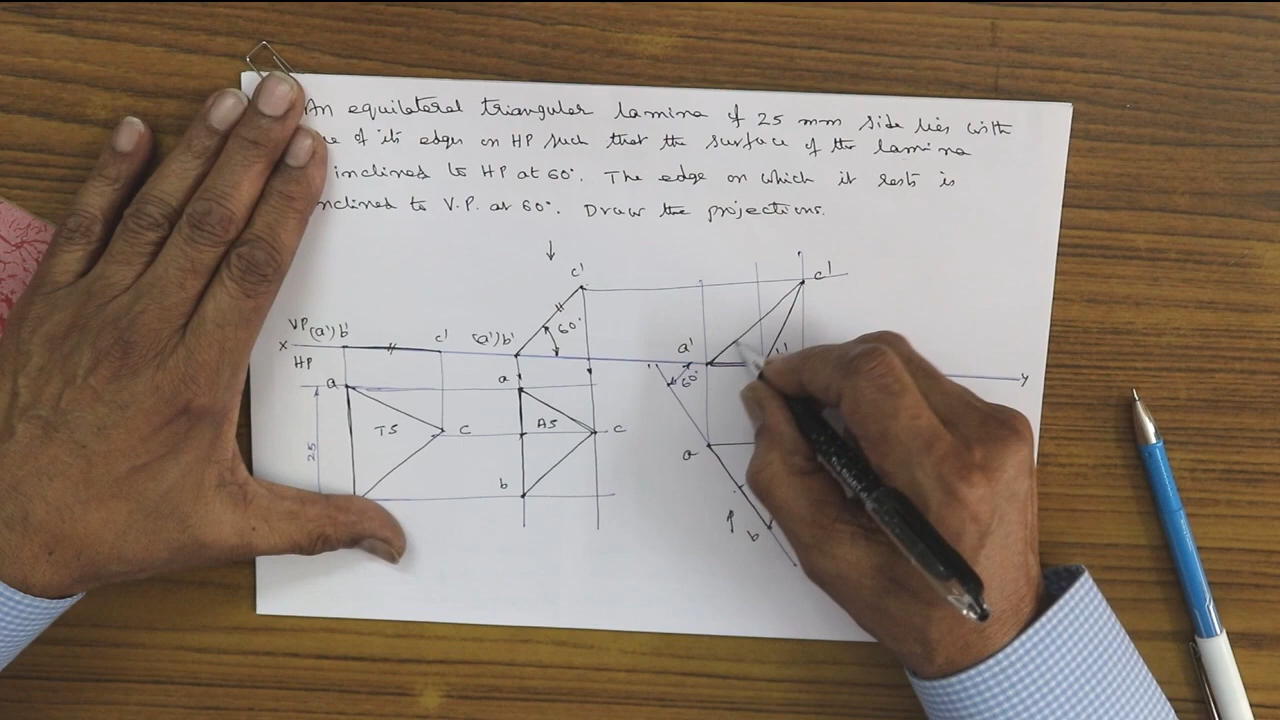 An equilateral triangular lamina of 25 mm side lies with
of its edges on HP such that the surface of the lamina
inclined to HP at 60°. The edge on which it rests is
nclined to V.P. at 60°. Draw the projections.
c'
c'
VP (a') b' c' (a') b' 60° a'
X
HP
Y
a a 60°
TS c AS c
25
a
b
b